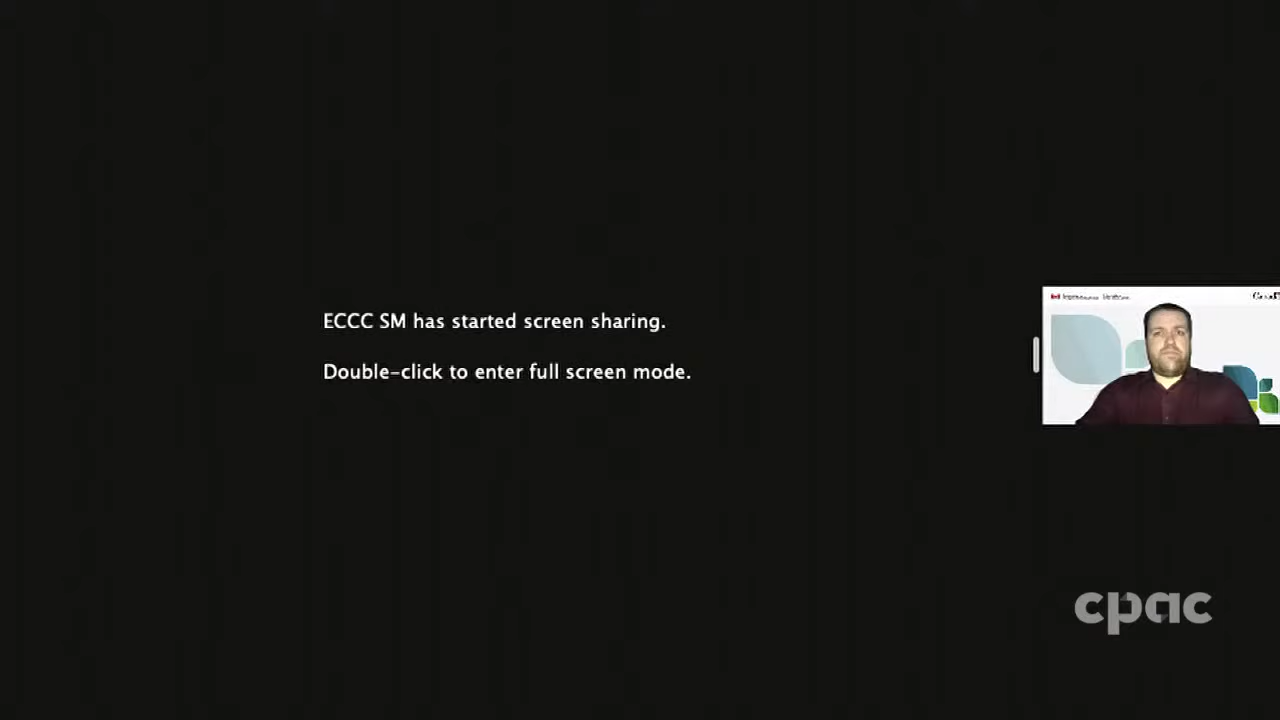 ECCC SM has started screen sharing.
Double-click to enter full screen mode.
cpac